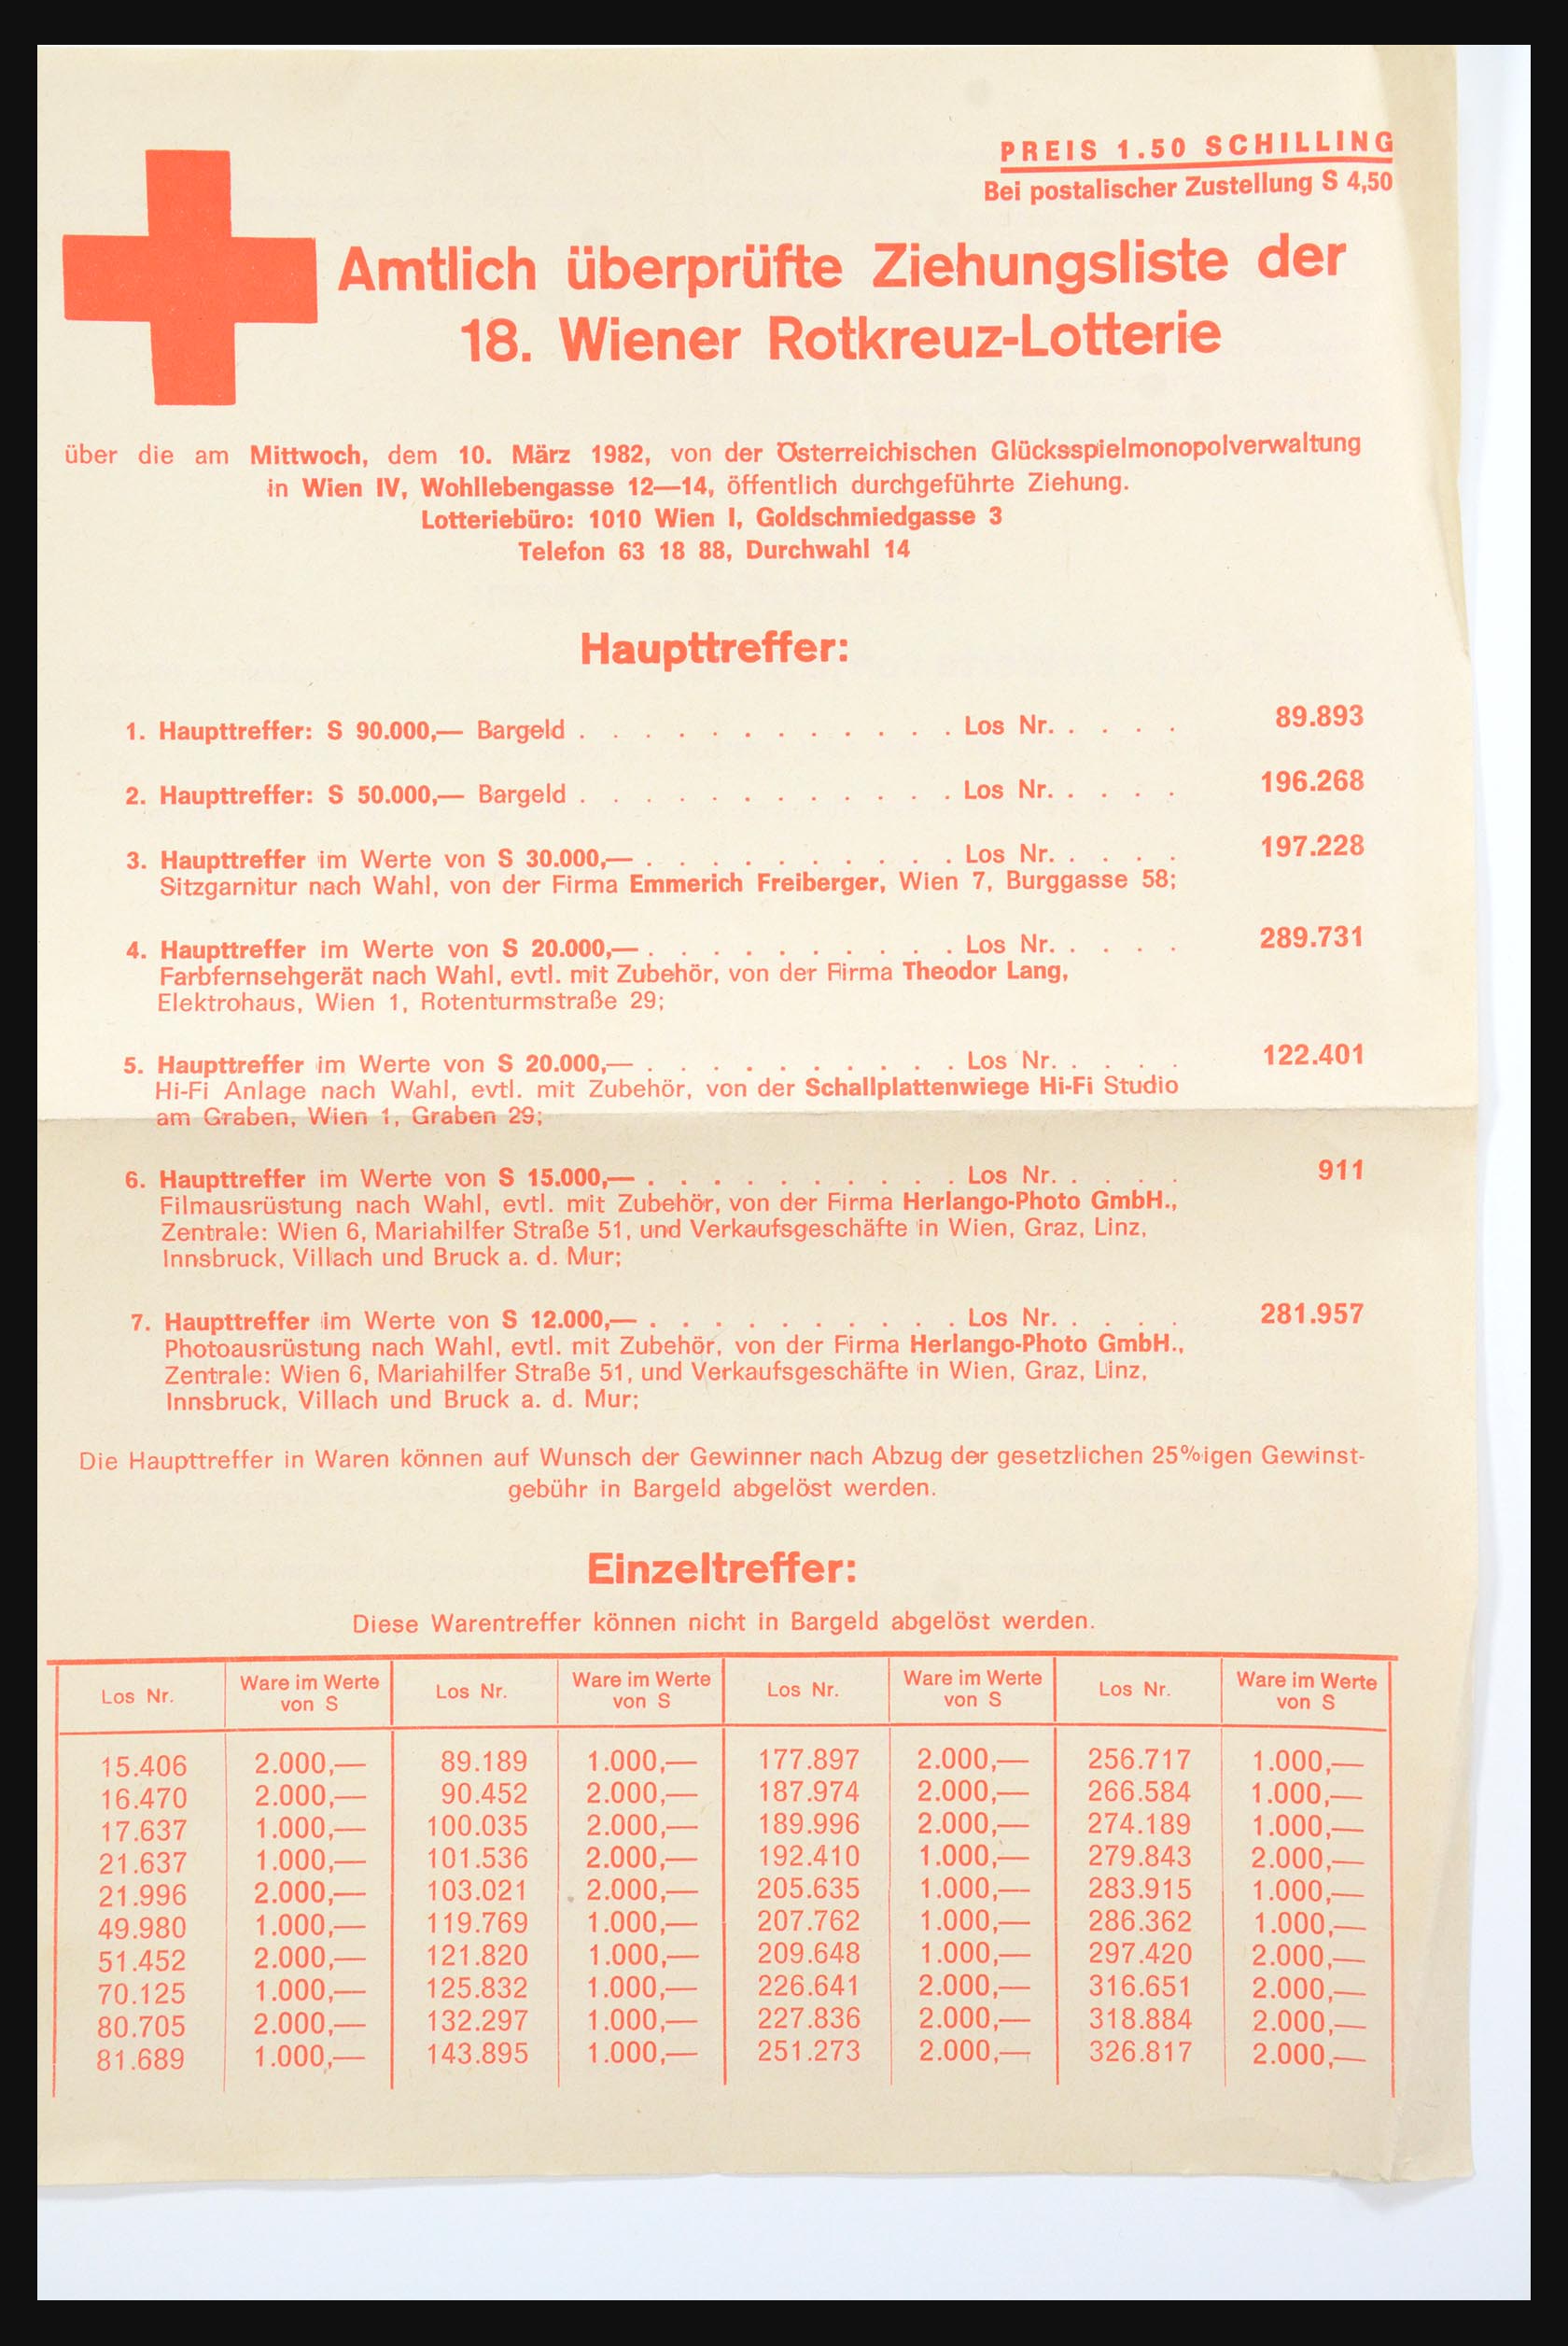 PREIS 1.50 SCHILLING
Bei postalischer Zustellung S 4,50
Amtlich überprüfte Ziehungsliste der
18. Wiener Rotkreuz-Lotterie
über die am Mittwoch, dem 10. März 1982, von der Österreichischen Glücksspielmonopolverwaltung
in Wien IV, Wohllebengasse 12—14, öffentlich durchgeführte Ziehung.
Lotteriebüro: 1010 Wien I, Goldschmiedgasse 3
Telefon 63 18 88, Durchwahl 14
Haupttreffer:
1. Haupttreffer: S 90.000,— Bargeld . . . . . . . . . . . . Los Nr. . . . . 89.893
2. Haupttreffer: S 50.000,— Bargeld . . . . . . . . . . . . Los Nr. . . . . 196.268
3. Haupttreffer im Werte von S 30.000,— . . . . . . . . . . Los Nr. . . . . 197.228
Sitzgarnitur nach Wahl, von der Firma Emmerich Freiberger, Wien 7, Burggasse 58;
4. Haupttreffer im Werte von S 20.000,— . . . . . . . . . . Los Nr. . . . . 289.731
Farbfernsehgerät nach Wahl, evtl. mit Zubehör, von der Firma Theodor Lang,
Elektrohaus, Wien 1, Rotenturmstraße 29;
5. Haupttreffer im Werte von S 20.000,— . . . . . . . . . . Los Nr. . . . . 122.401
Hi-Fi Anlage nach Wahl, evtl. mit Zubehör, von der Schallplattenwiege Hi-Fi Studio
am Graben, Wien 1, Graben 29;
6. Haupttreffer im Werte von S 15.000,— . . . . . . . . . . Los Nr. . . . . 911
Filmausrüstung nach Wahl, evtl. mit Zubehör, von der Firma Herlango-Photo GmbH.,
Zentrale: Wien 6, Mariahilfer Straße 51, und Verkaufsgeschäfte in Wien, Graz, Linz,
Innsbruck, Villach und Bruck a. d. Mur;
7. Haupttreffer im Werte von S 12.000,— . . . . . . . . . . Los Nr. . . . . 281.957
Photoausrüstung nach Wahl, evtl. mit Zubehör, von der Firma Herlango-Photo GmbH.,
Zentrale: Wien 6, Mariahilfer Straße 51, und Verkaufsgeschäfte in Wien, Graz, Linz,
Innsbruck, Villach und Bruck a. d. Mur;
Die Haupttreffer in Waren können auf Wunsch der Gewinner nach Abzug der gesetzlichen 25%igen Gewinst-
gebühr in Bargeld abgelöst werden.
Einzeltreffer:
Diese Warentreffer können nicht in Bargeld abgelöst werden.
Los Nr. Ware im Werte von S Los Nr. Ware im Werte von S Los Nr. Ware im Werte von S Los Nr. Ware im Werte von S
15.406 2.000,— 89.189 1.000,— 177.897 2.000,— 256.717 1.000,—
16.470 2.000,— 90.452 2.000,— 187.974 2.000,— 266.584 1.000,—
17.637 1.000,— 100.035 2.000,— 189.996 2.000,— 274.189 1.000,—
21.637 1.000,— 101.536 2.000,— 192.410 1.000,— 279.843 2.000,—
21.996 2.000,— 103.021 2.000,— 205.635 1.000,— 283.915 1.000,—
49.980 1.000,— 119.769 1.000,— 207.762 1.000,— 286.362 1.000,—
51.452 2.000,— 121.820 1.000,— 209.648 1.000,— 297.420 2.000,—
70.125 1.000,— 125.832 1.000,— 226.641 2.000,— 316.651 2.000,—
80.705 2.000,— 132.297 1.000,— 227.836 2.000,— 318.884 2.000,—
81.689 1.000,— 143.895 1.000,— 251.273 2.000,— 326.817 2.000,—